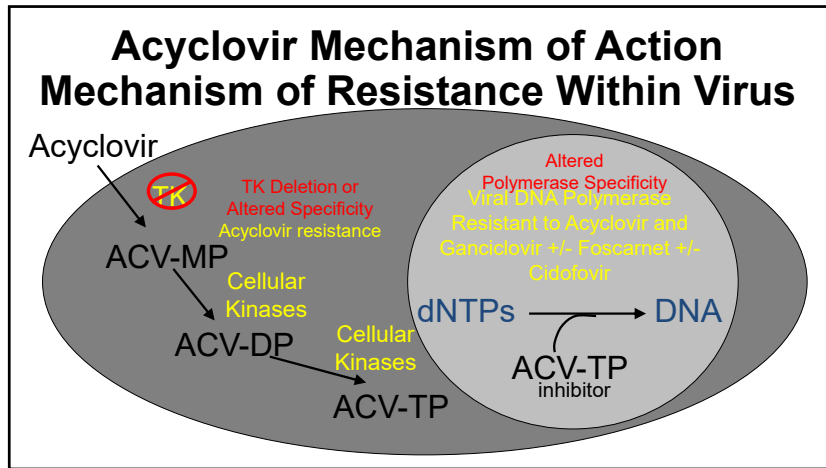 Acyclovir Mechanism of Action
Mechanism of Resistance Within Virus
Acyclovir
TK
TK Deletion or
Altered Specificity
Acyclovir resistance
ACV-MP
Cellular
Kinases
ACV-DP
Cellular
Kinases
ACV-TP
Altered
Polymerase Specificity
Viral DNA Polymerase
Resistant to Acyclovir and
Ganciclovir +/- Foscarnet +/-
Cidofovir
dNTPs
DNA
ACV-TP
inhibitor